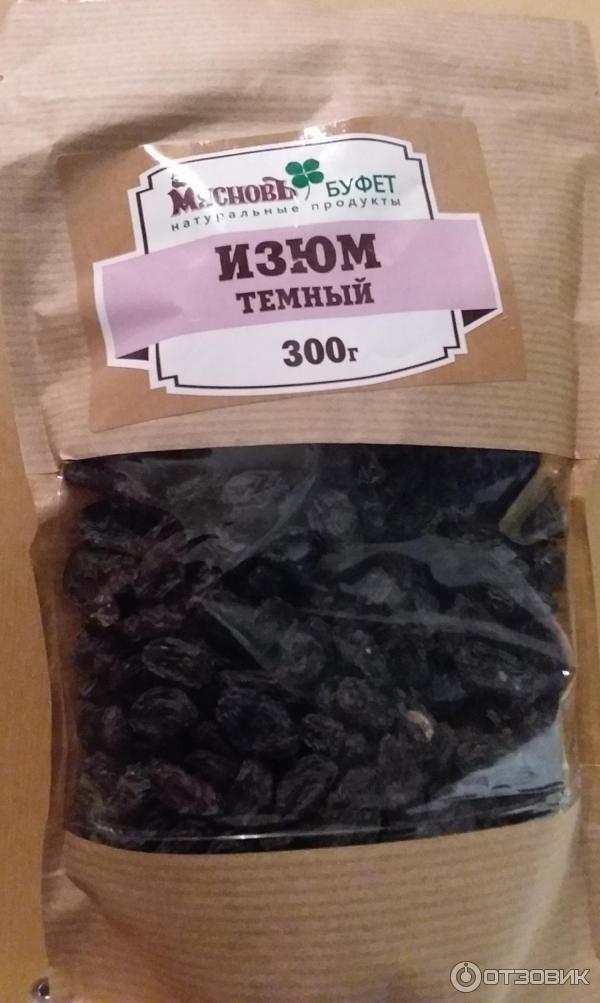 МясновЪ БУФЕТ
натуральные продукты
ИЗЮМ
ТЕМНЫЙ
300г
ОТЗОВИК